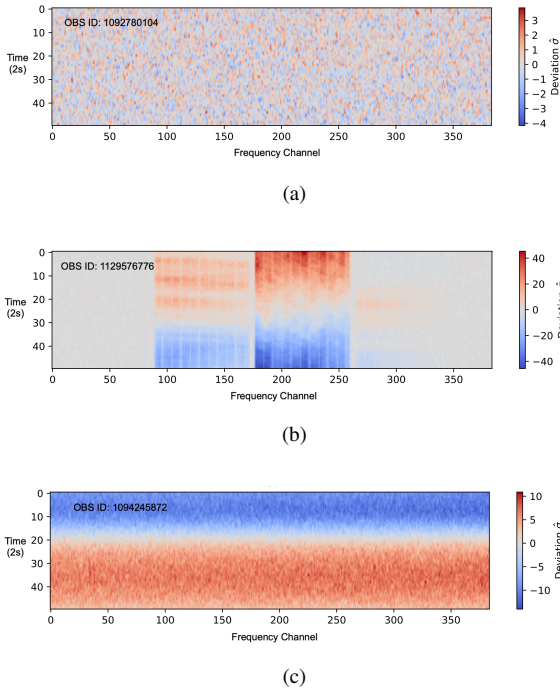 OBS ID: 1092780104
Time
(2s)
0
10
20
30
40
0 50 100 150 200 250 300 350
Frequency Channel
3
2
1
0
−1
−2
−3
−4
Deviation σ̂
(a)
OBS ID: 1129576776
Time
(2s)
0
10
20
30
40
0 50 100 150 200 250 300 350
Frequency Channel
40
20
0
−20
−40
Deviation σ̂
(b)
OBS ID: 1094245872
Time
(2s)
0
10
20
30
40
0 50 100 150 200 250 300 350
Frequency Channel
10
5
0
−5
−10
Deviation σ̂
(c)